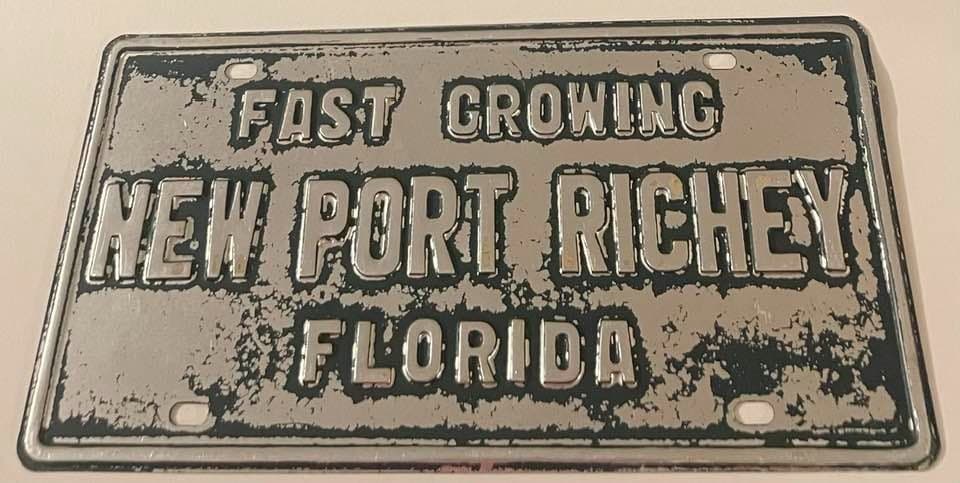 FAST GROWING
NEW PORT RICHEY
FLORIDA